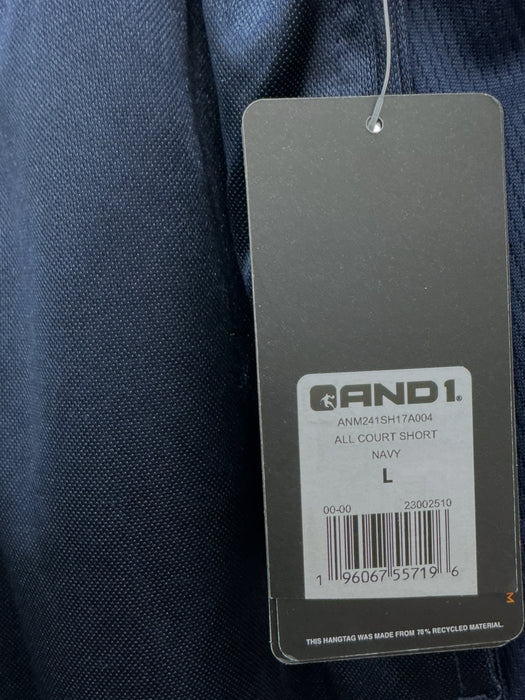 AND1®
ANM241SH17A004
ALL COURT SHORT
NAVY
L
00-00 23002510
1 96067 55719 6
M
THIS HANGTAG WAS MADE FROM 70% RECYCLED MATERIAL.